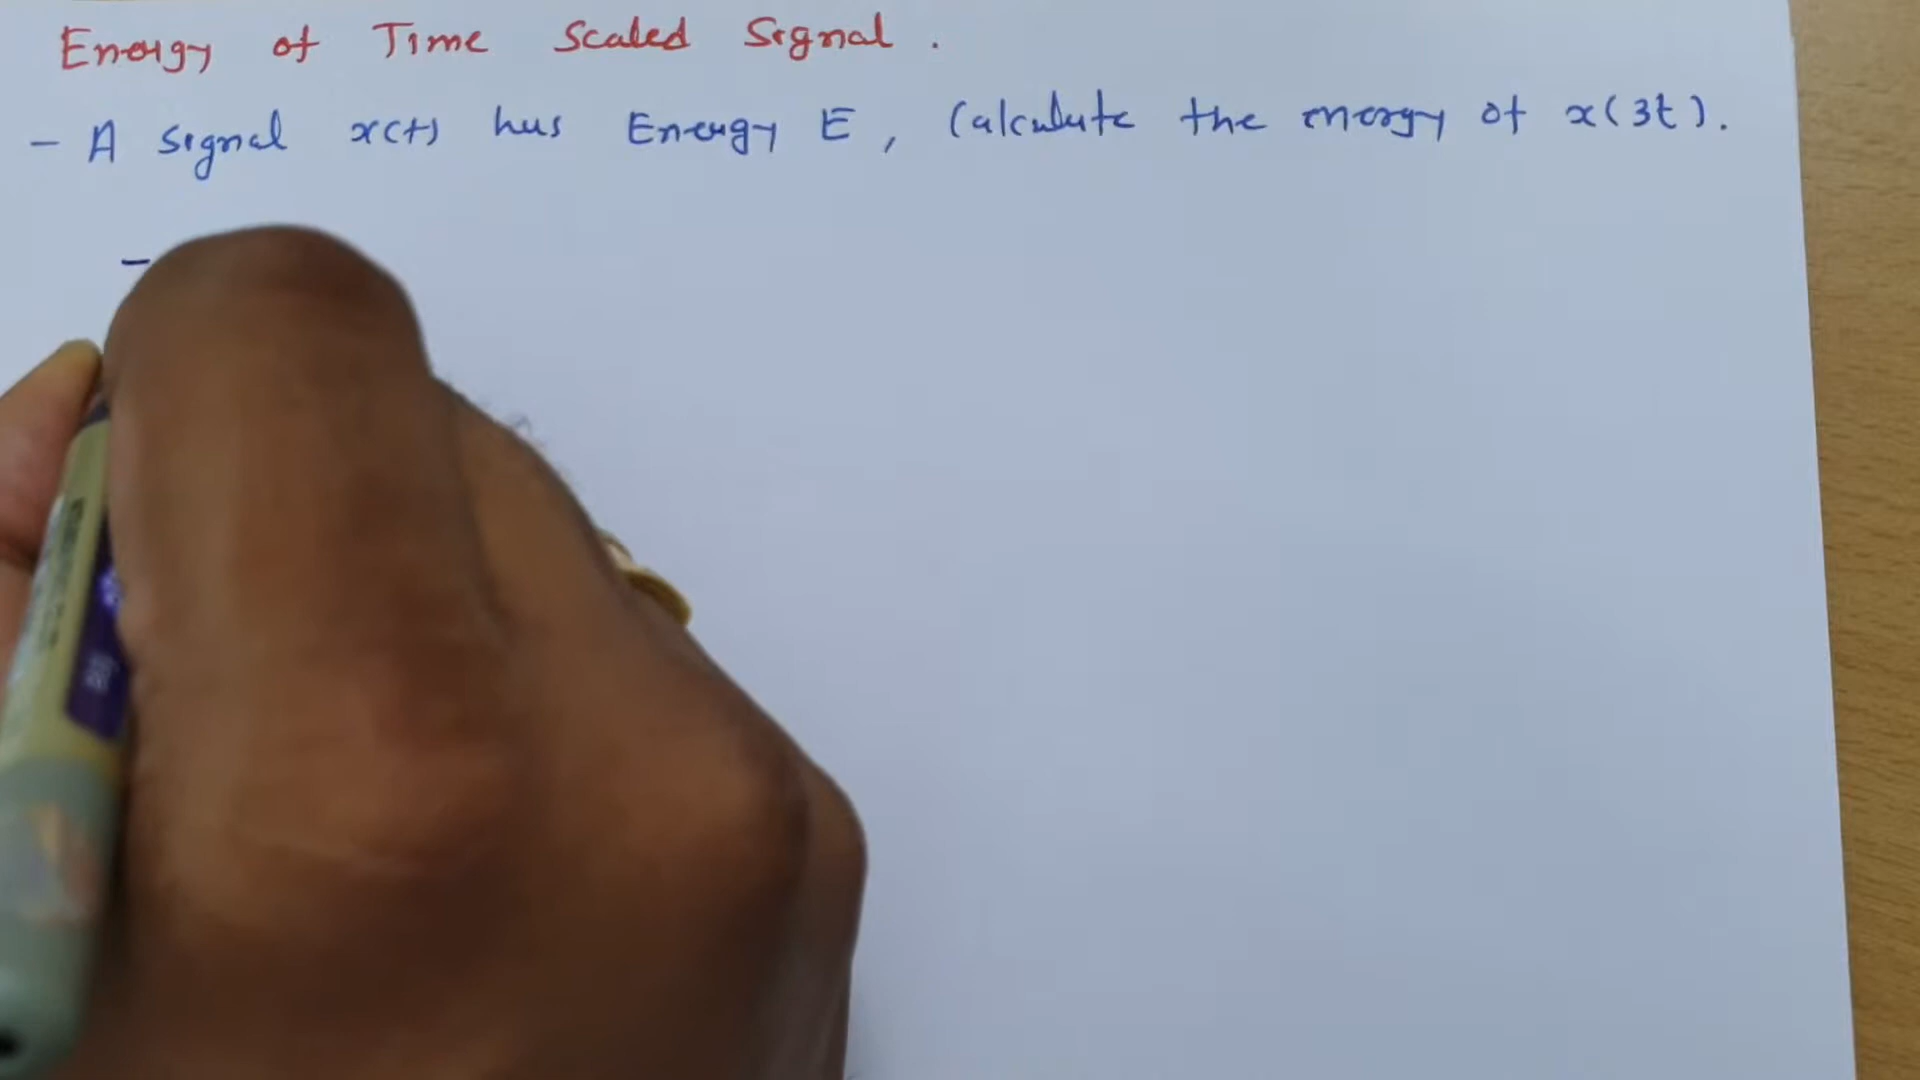 Energy of Time Scaled Signal .
- A signal x(t) has Energy E , Calculate the energy of x(3t).
-